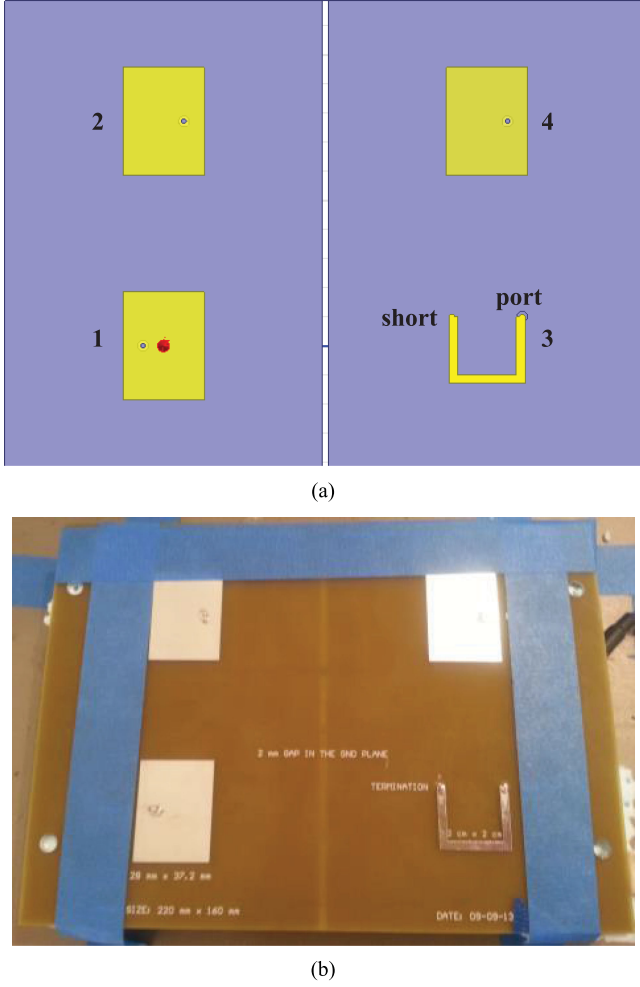 2
4
port
short
1
3
(a)
2 mm GAP IN THE GND PLANE
TERMINATION
2 cm x 2 cm
28 mm x 37.2 mm
SIZE: 220 mm x 160 mm
DATE: 09-09-13
(b)